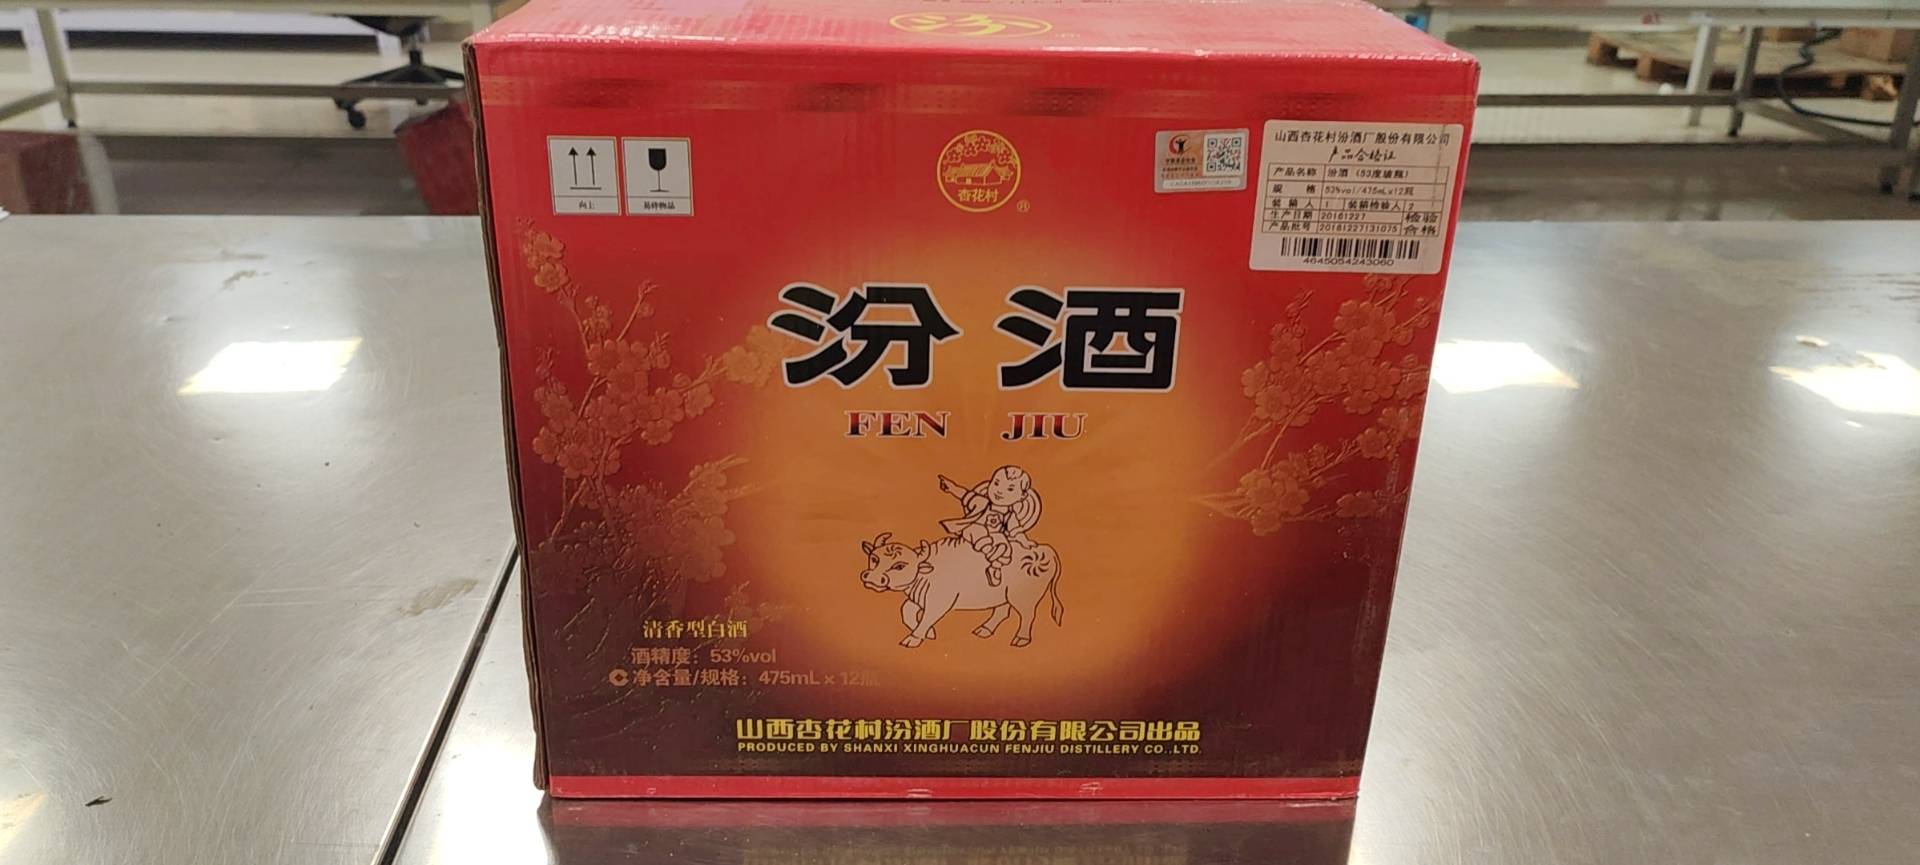 汾
向上
易碎物品
杏花村
®
山西杏花村汾酒厂股份有限公司
产品合格证
产品名称 汾酒（53度玻瓶）
规 格 53%vol/475mL×12瓶
装箱人 1 装箱检验人 2
生产日期 20181227 检验
产品批号 20181227131075 合格
4645054243060
汾酒
FEN JIU
清香型白酒
酒精度：53%vol
净含量/规格：475mL×12瓶
山西杏花村汾酒厂股份有限公司出品
PRODUCED BY SHANXI XINGHUACUN FENJIU DISTILLERY CO.,LTD.